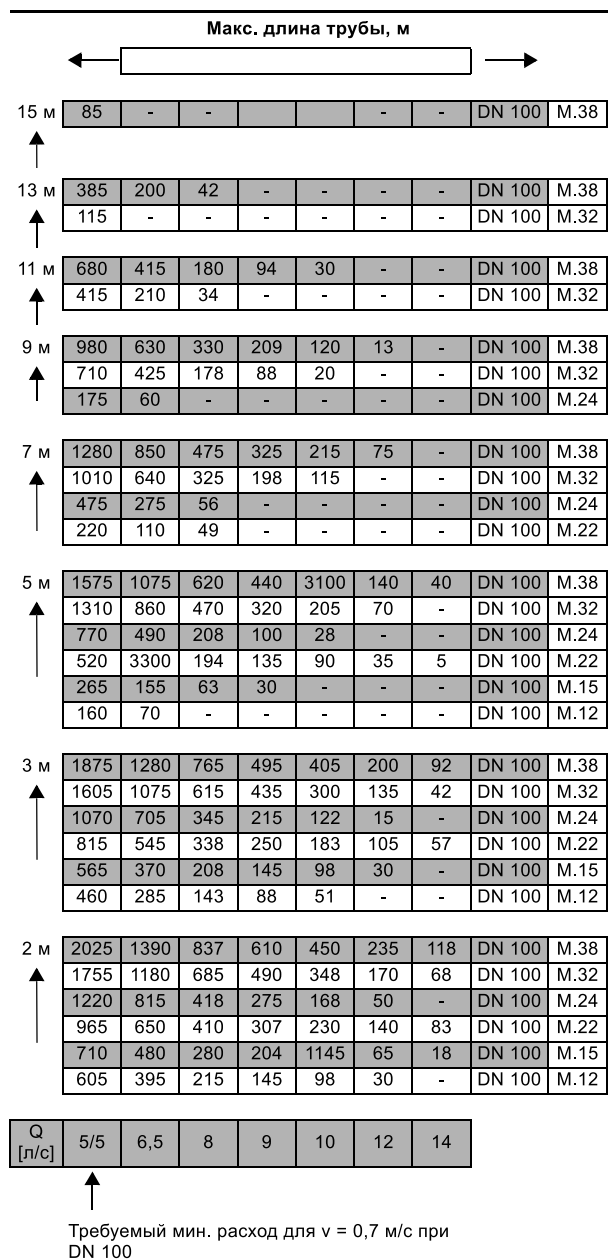 Макс. длина трубы, м
15 м 85 - - - - DN 100 M.38
13 м 385 200 42 - - - - DN 100 M.38
115 - - - - - - DN 100 M.32
11 м 680 415 180 94 30 - - DN 100 M.38
415 210 34 - - - - DN 100 M.32
9 м 980 630 330 209 120 13 - DN 100 M.38
710 425 178 88 20 - - DN 100 M.32
175 60 - - - - - DN 100 M.24
7 м 1280 850 475 325 215 75 - DN 100 M.38
1010 640 325 198 115 - - DN 100 M.32
475 275 56 - - - - DN 100 M.24
220 110 49 - - - - DN 100 M.22
5 м 1575 1075 620 440 3100 140 40 DN 100 M.38
1310 860 470 320 205 70 - DN 100 M.32
770 490 208 100 28 - - DN 100 M.24
520 3300 194 135 90 35 5 DN 100 M.22
265 155 63 30 - - - DN 100 M.15
160 70 - - - - - DN 100 M.12
3 м 1875 1280 765 495 405 200 92 DN 100 M.38
1605 1075 615 435 300 135 42 DN 100 M.32
1070 705 345 215 122 15 - DN 100 M.24
815 545 338 250 183 105 57 DN 100 M.22
565 370 208 145 98 30 - DN 100 M.15
460 285 143 88 51 - - DN 100 M.12
2 м 2025 1390 837 610 450 235 118 DN 100 M.38
1755 1180 685 490 348 170 68 DN 100 M.32
1220 815 418 275 168 50 - DN 100 M.24
965 650 410 307 230 140 83 DN 100 M.22
710 480 280 204 1145 65 18 DN 100 M.15
605 395 215 145 98 30 - DN 100 M.12
Q [л/с] 5/5 6,5 8 9 10 12 14
Требуемый мин. расход для v = 0,7 м/с при
DN 100